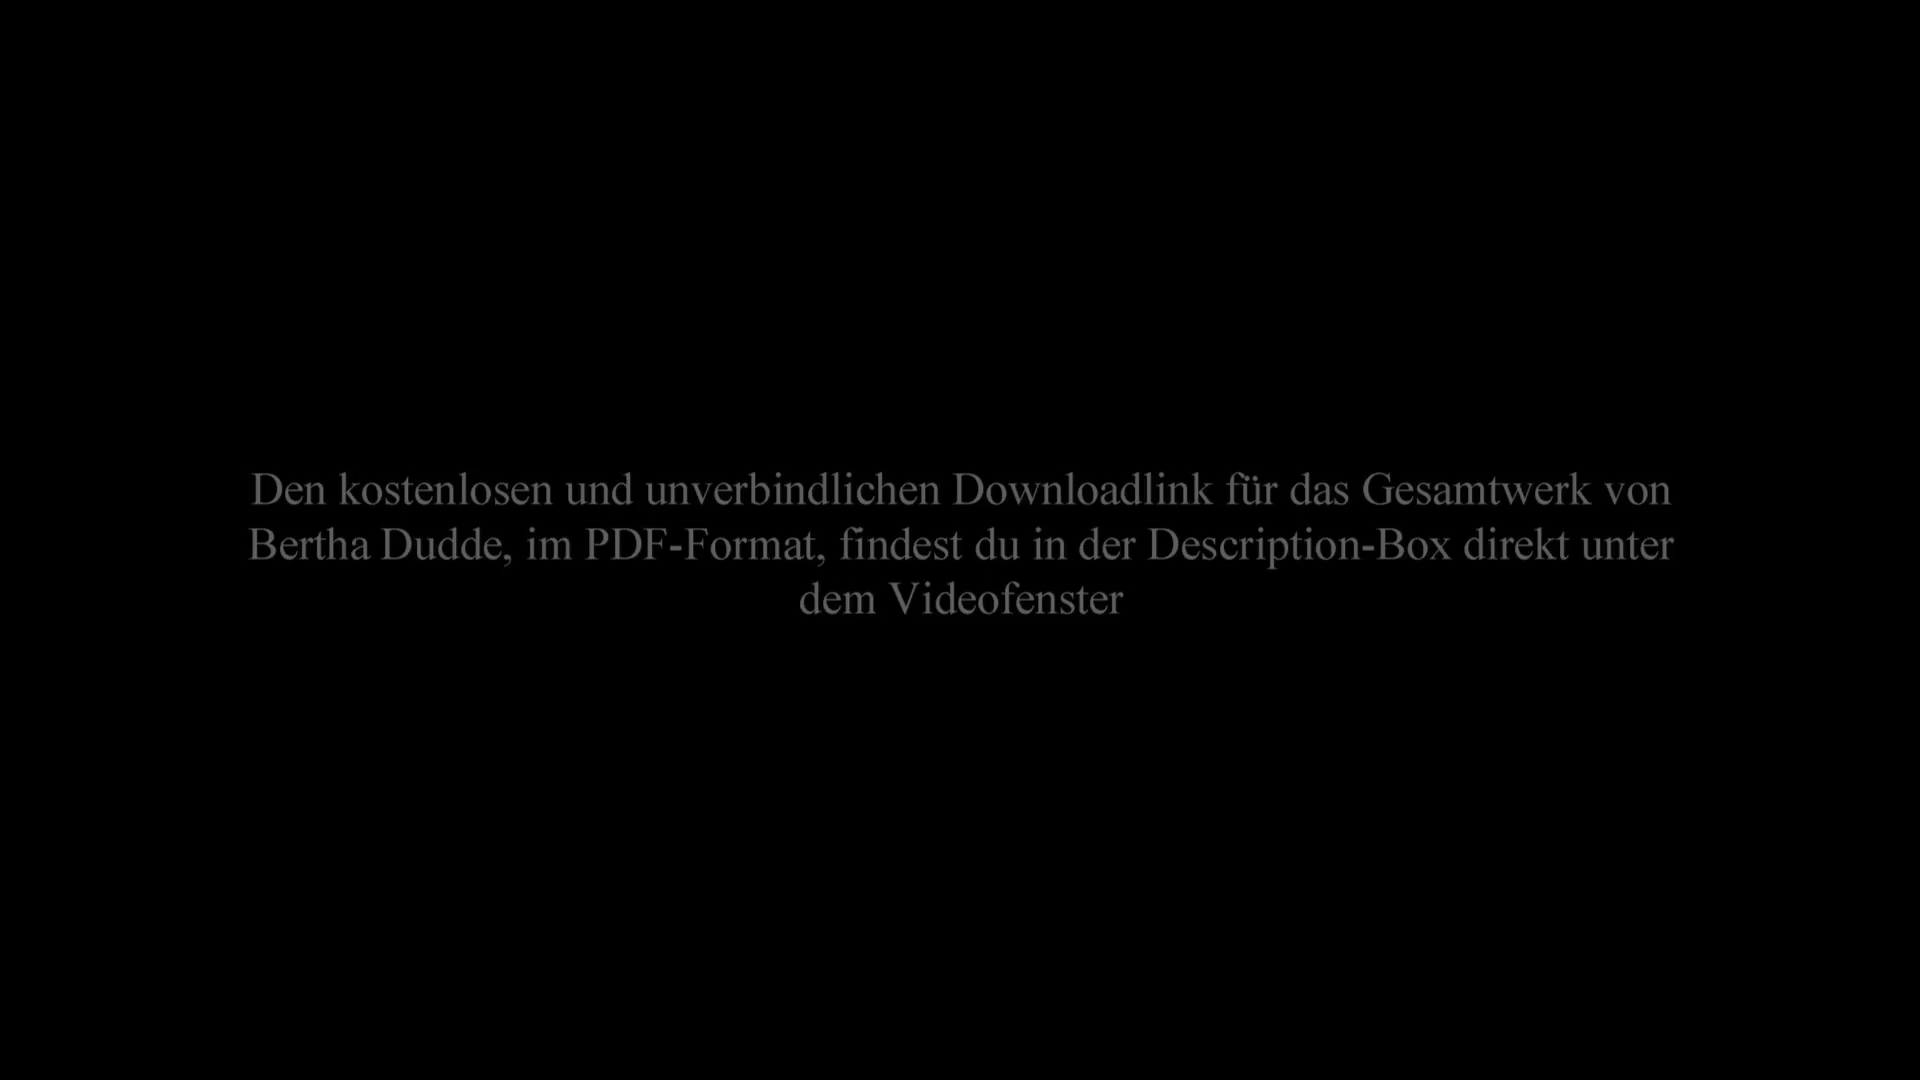 Den kostenlosen und unverbindlichen Downloadlink für das Gesamtwerk von
Bertha Dudde, im PDF-Format, findest du in der Description-Box direkt unter
dem Videofenster